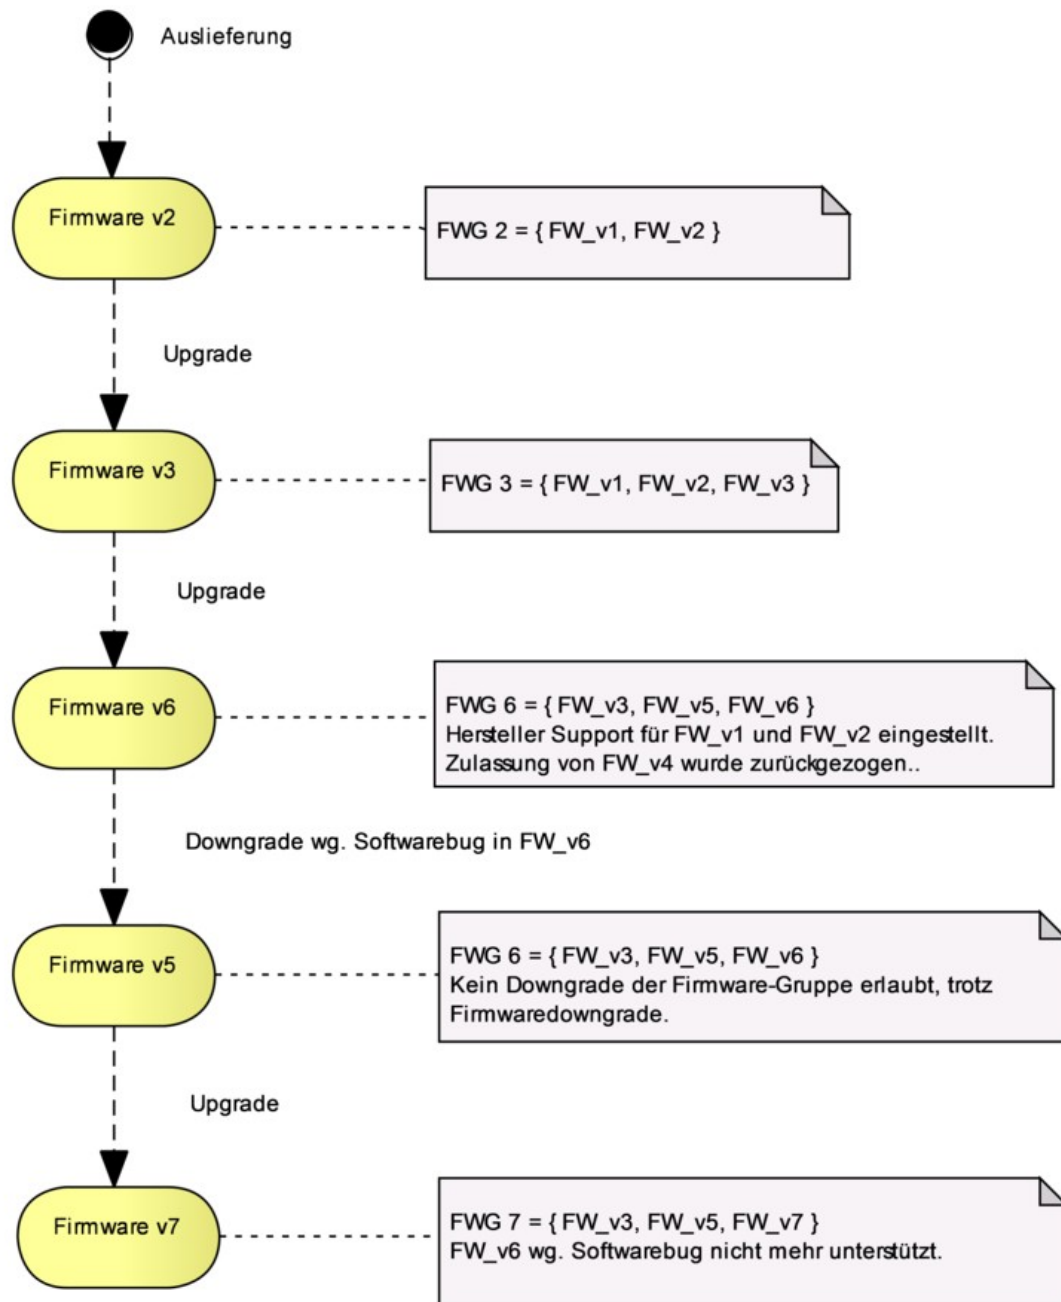 Auslieferung
Firmware v2
FWG 2 = { FW_v1, FW_v2 }
Upgrade
Firmware v3
FWG 3 = { FW_v1, FW_v2, FW_v3 }
Upgrade
Firmware v6
FWG 6 = { FW_v3, FW_v5, FW_v6 }
Hersteller Support für FW_v1 und FW_v2 eingestellt.
Zulassung von FW_v4 wurde zurückgezogen..
Downgrade wg. Softwarebug in FW_v6
Firmware v5
FWG 6 = { FW_v3, FW_v5, FW_v6 }
Kein Downgrade der Firmware-Gruppe erlaubt, trotz
Firmwaredowngrade.
Upgrade
Firmware v7
FWG 7 = { FW_v3, FW_v5, FW_v7 }
FW_v6 wg. Softwarebug nicht mehr unterstützt.